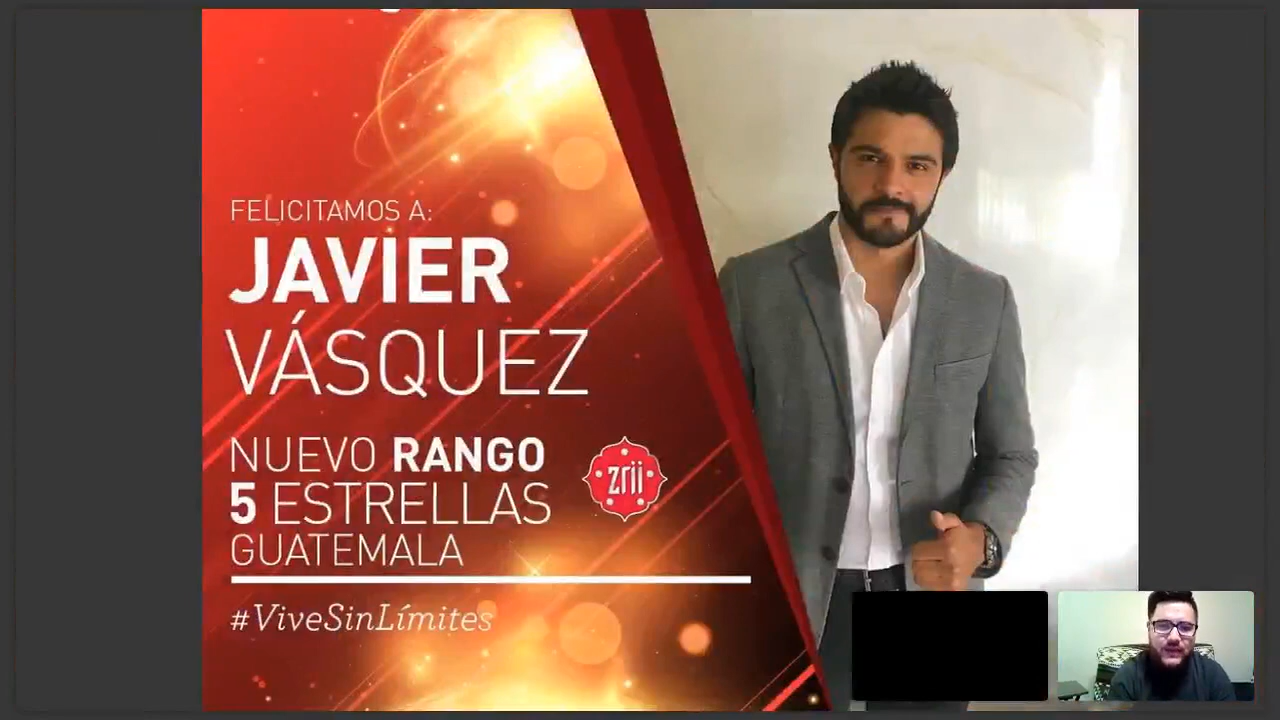 FELICITAMOS A:
JAVIER
VÁSQUEZ
NUEVO RANGO
5 ESTRELLAS
GUATEMALA
zrii
#ViveSinLímites